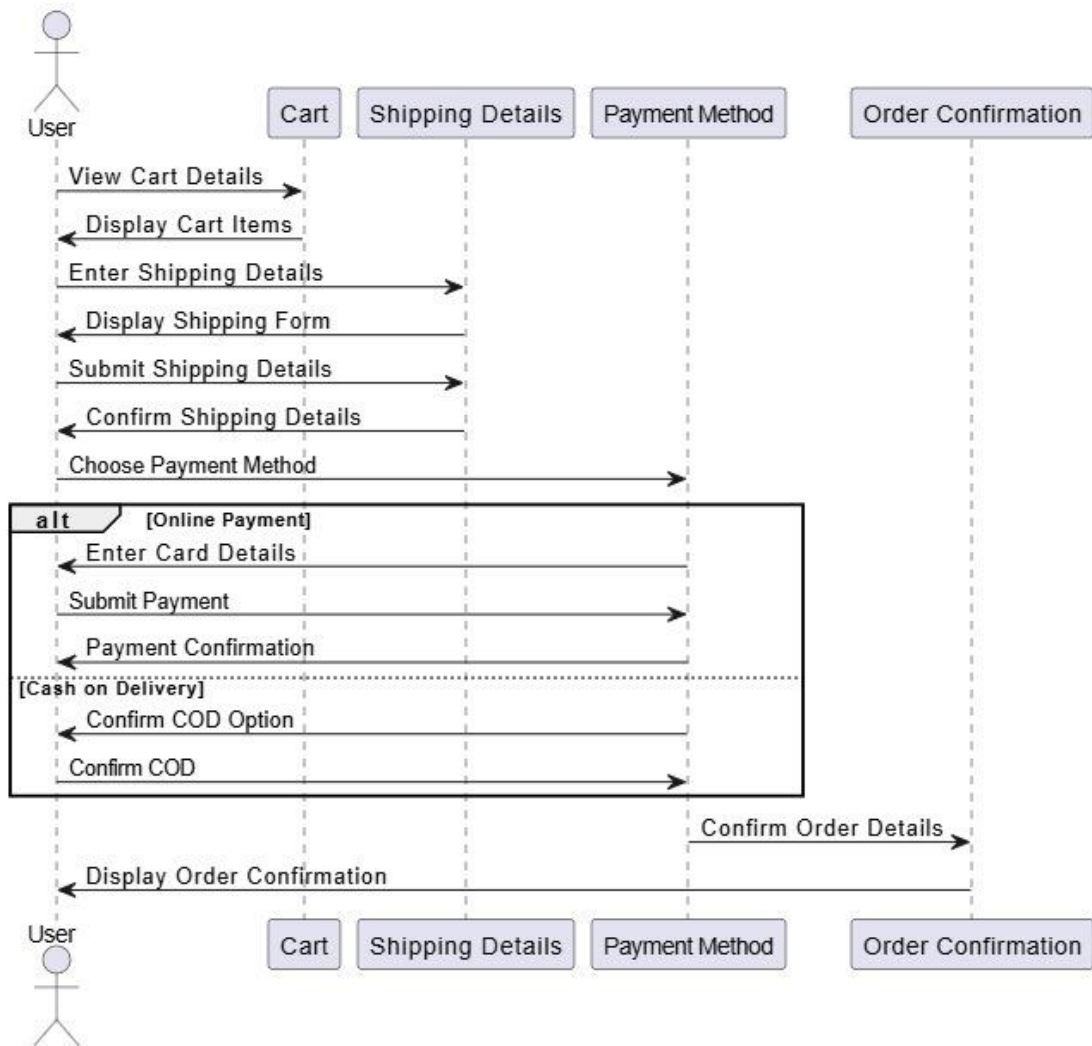 User
Cart
Shipping Details
Payment Method
Order Confirmation
View Cart Details
Display Cart Items
Enter Shipping Details
Display Shipping Form
Submit Shipping Details
Confirm Shipping Details
Choose Payment Method
alt [Online Payment]
Enter Card Details
Submit Payment
Payment Confirmation
[Cash on Delivery]
Confirm COD Option
Confirm COD
Confirm Order Details
Display Order Confirmation
User
Cart
Shipping Details
Payment Method
Order Confirmation